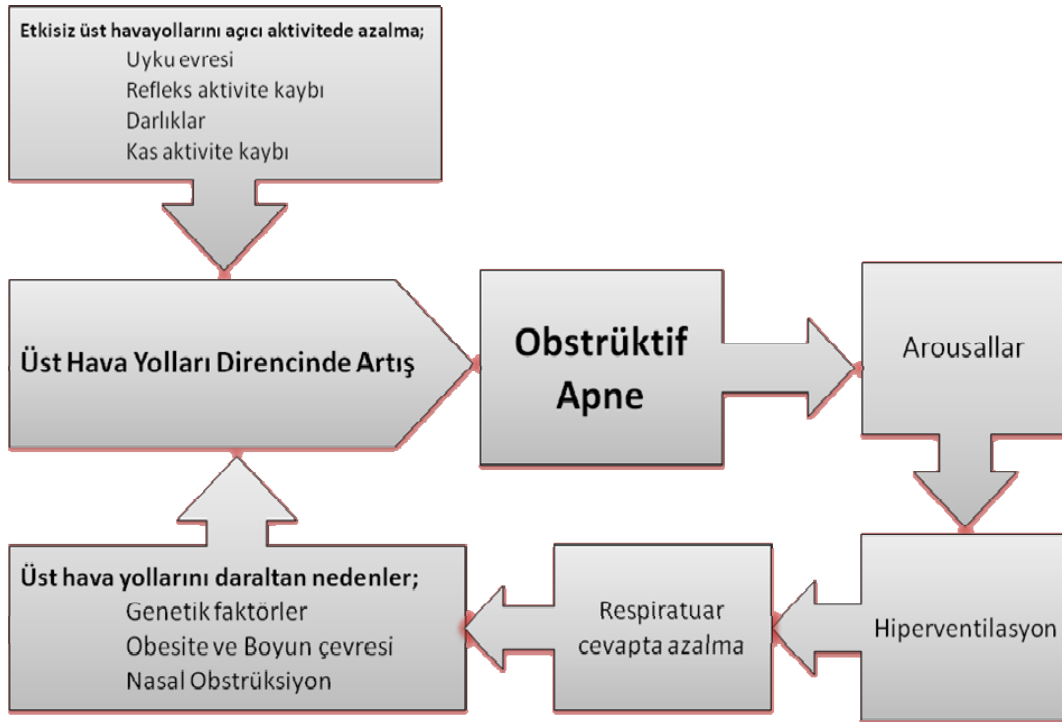 Etkisiz üst havayollarını açıcı aktivitede azalma;
Uyku evresi
Refleks aktivite kaybı
Darlıklar
Kas aktivite kaybı
Üst Hava Yolları Direncinde Artış
Obstrüktif
Apne
Arousallar
Hiperventilasyon
Respiratuar
cevapta azalma
Üst hava yollarını daraltan nedenler;
Genetik faktörler
Obesite ve Boyun çevresi
Nasal Obstrüksiyon